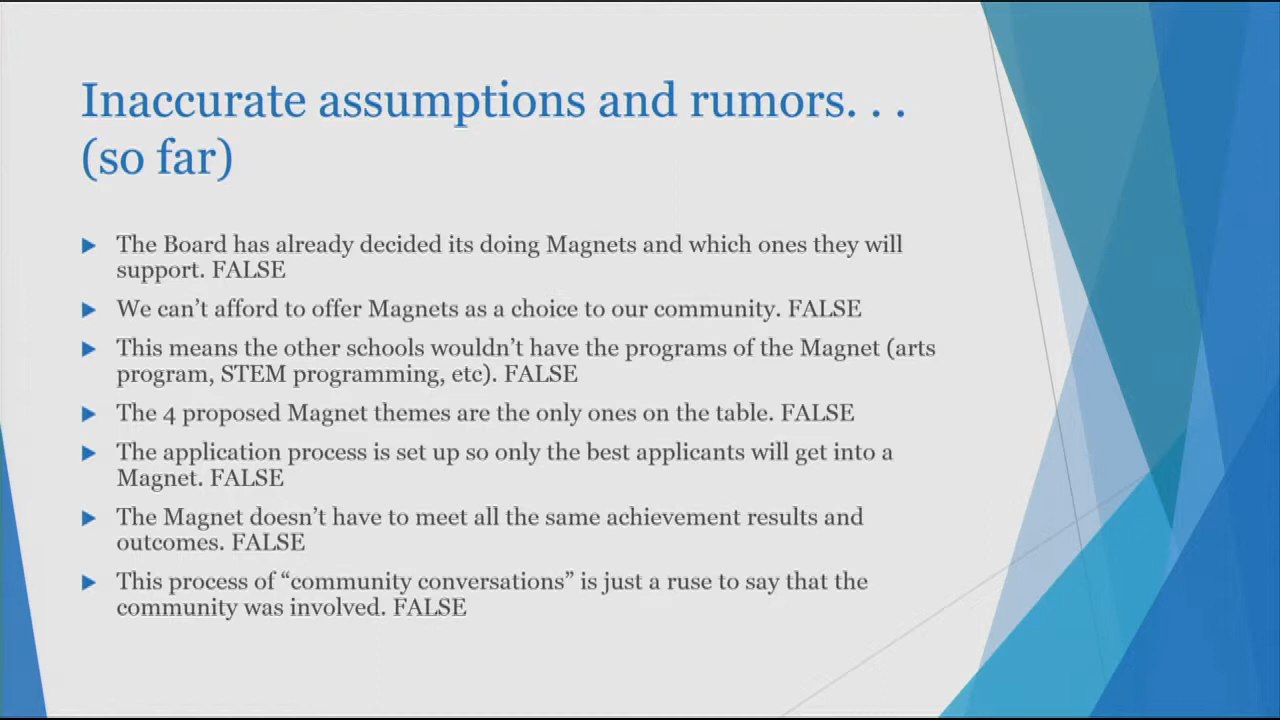 Inaccurate assumptions and rumors. . .
(so far)
The Board has already decided its doing Magnets and which ones they will
support. FALSE
We can’t afford to offer Magnets as a choice to our community. FALSE
This means the other schools wouldn’t have the programs of the Magnet (arts
program, STEM programming, etc). FALSE
The 4 proposed Magnet themes are the only ones on the table. FALSE
The application process is set up so only the best applicants will get into a
Magnet. FALSE
The Magnet doesn’t have to meet all the same achievement results and
outcomes. FALSE
This process of “community conversations” is just a ruse to say that the
community was involved. FALSE